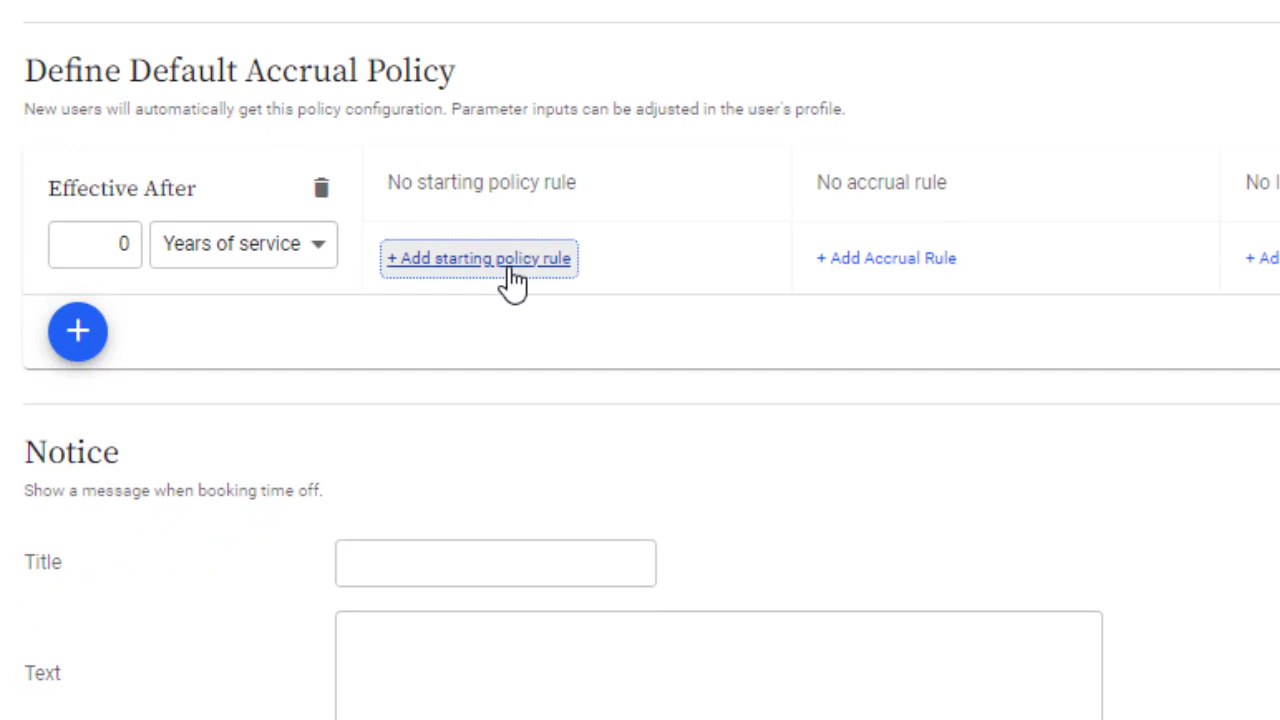 Define Default Accrual Policy
New users will automatically get this policy configuration. Parameter inputs can be adjusted in the user's profile.
Effective After
0 Years of service
No starting policy rule
+ Add starting policy rule
No accrual rule
+ Add Accrual Rule
No
+ Ad
Notice
Show a message when booking time off.
Title
Text